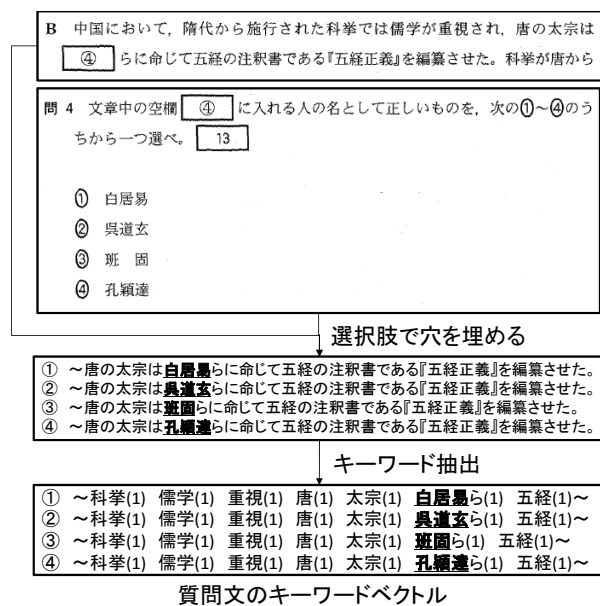 B 中国において，隋代から施行された科挙では儒学が重視され，唐の太宗は
④ らに命じて五経の注釈書である『五経正義』を編纂させた。科挙が唐から
問 4 文章中の空欄 ④ に入れる人の名として正しいものを，次の①～④のう
ちから一つ選べ。 13
① 白居易
② 呉道玄
③ 班 固
④ 孔穎達
選択肢で穴を埋める
① ～唐の太宗は白居易らに命じて五経の注釈書である『五経正義』を編纂させた。
② ～唐の太宗は呉道玄らに命じて五経の注釈書である『五経正義』を編纂させた。
③ ～唐の太宗は班固らに命じて五経の注釈書である『五経正義』を編纂させた。
④ ～唐の太宗は孔穎達らに命じて五経の注釈書である『五経正義』を編纂させた。
キーワード抽出
① ～科挙(1) 儒学(1) 重視(1) 唐(1) 太宗(1) 白居易ら(1) 五経(1)～
② ～科挙(1) 儒学(1) 重視(1) 唐(1) 太宗(1) 呉道玄ら(1) 五経(1)～
③ ～科挙(1) 儒学(1) 重視(1) 唐(1) 太宗(1) 班固ら(1) 五経(1)～
④ ～科挙(1) 儒学(1) 重視(1) 唐(1) 太宗(1) 孔穎達ら(1) 五経(1)～
質問文のキーワードベクトル